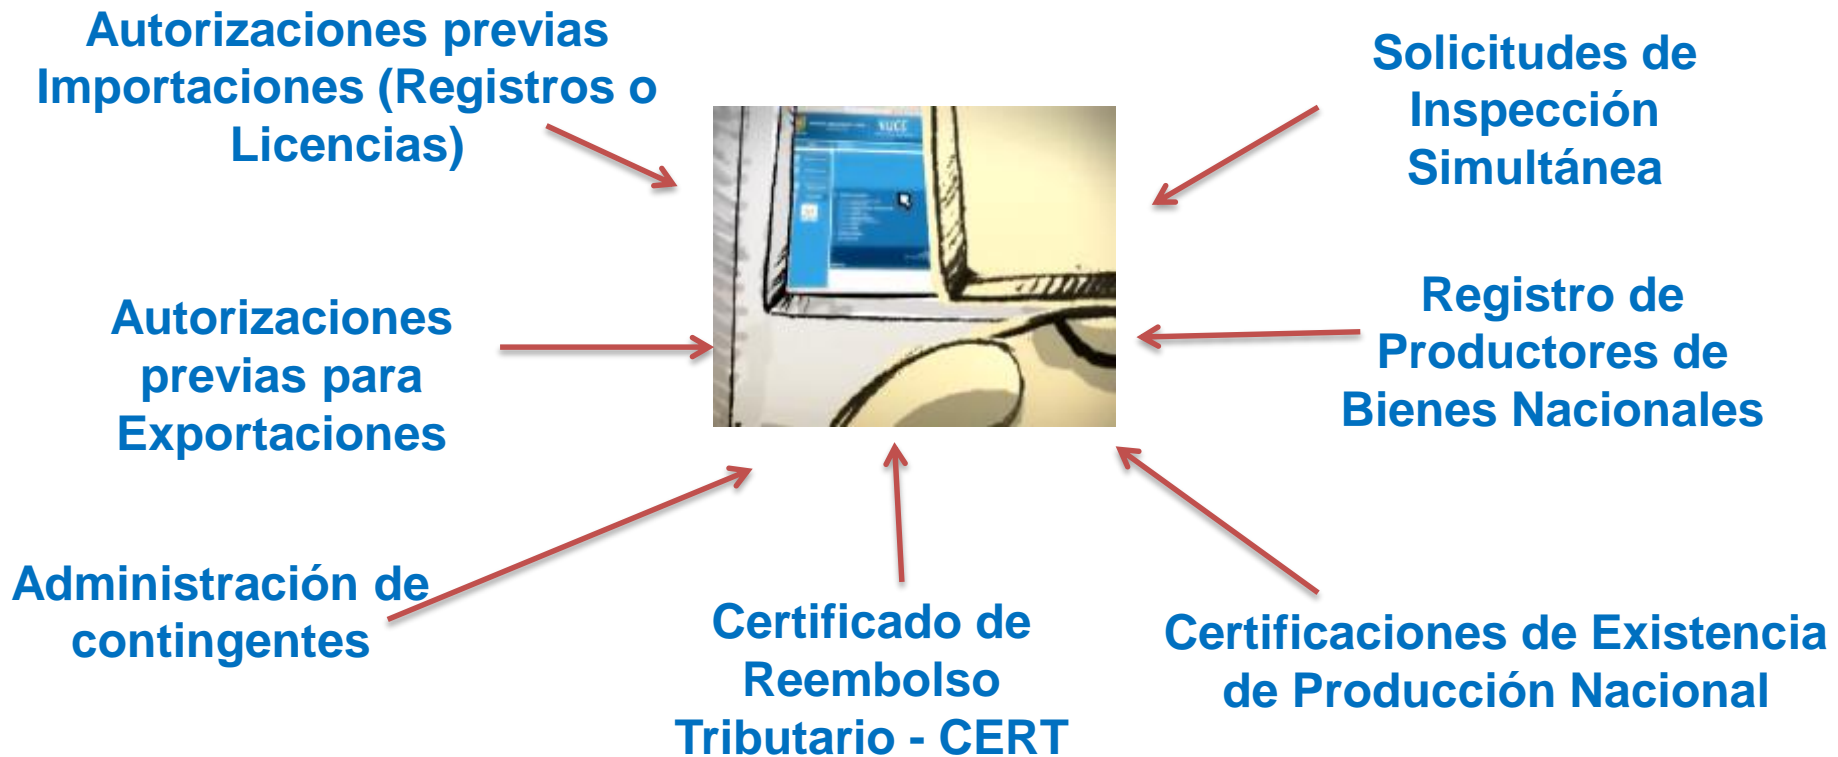 Autorizaciones previas
Importaciones (Registros o
Licencias)
Solicitudes de
Inspección
Simultánea
VUCE
Autorizaciones
previas para
Exportaciones
Registro de
Productores de
Bienes Nacionales
Administración de
contingentes
Certificado de
Reembolso
Tributario - CERT
Certificaciones de Existencia
de Producción Nacional